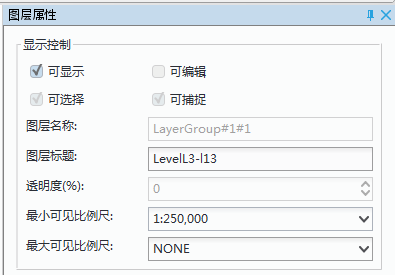 图层属性
显示控制
可显示 可编辑
可选择 可捕捉
图层名称: LayerGroup#1#1
图层标题: LevelL3-l13
透明度(%): 0
最小可见比例尺: 1:250,000
最大可见比例尺: NONE